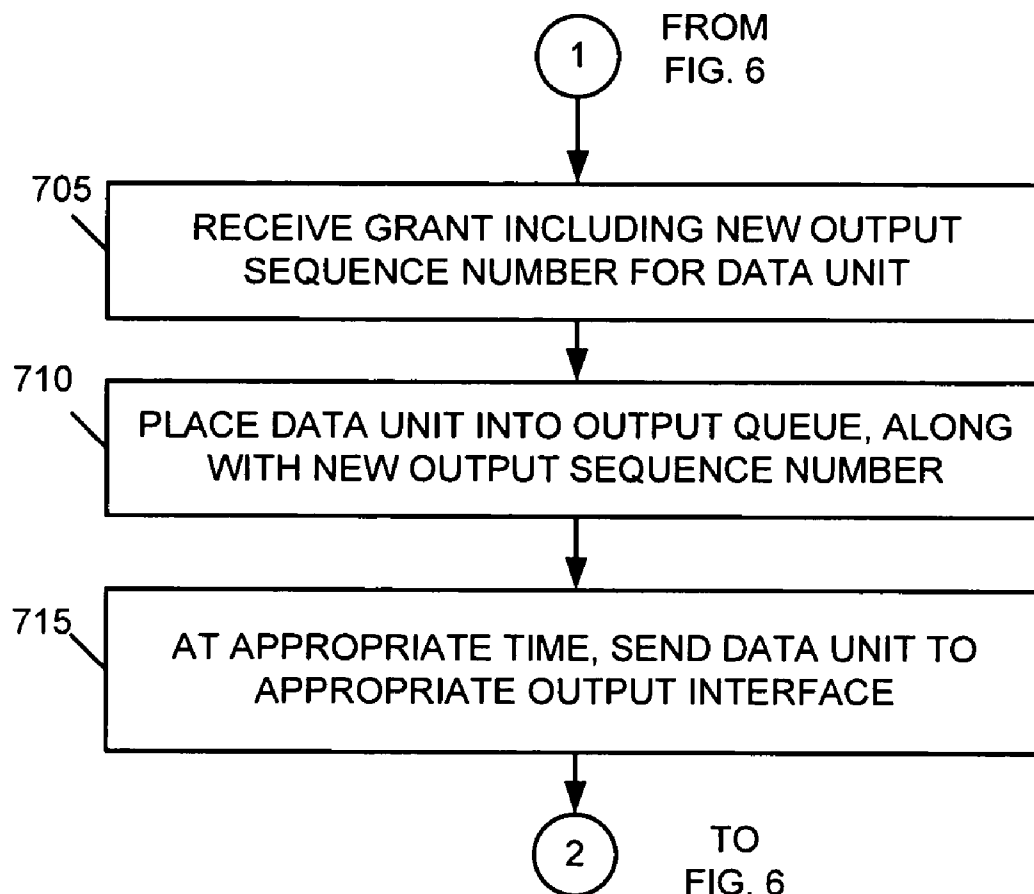 1
FROM
FIG. 6
705
RECEIVE GRANT INCLUDING NEW OUTPUT
SEQUENCE NUMBER FOR DATA UNIT
710
PLACE DATA UNIT INTO OUTPUT QUEUE, ALONG
WITH NEW OUTPUT SEQUENCE NUMBER
715
AT APPROPRIATE TIME, SEND DATA UNIT TO
APPROPRIATE OUTPUT INTERFACE
2
TO
FIG. 6